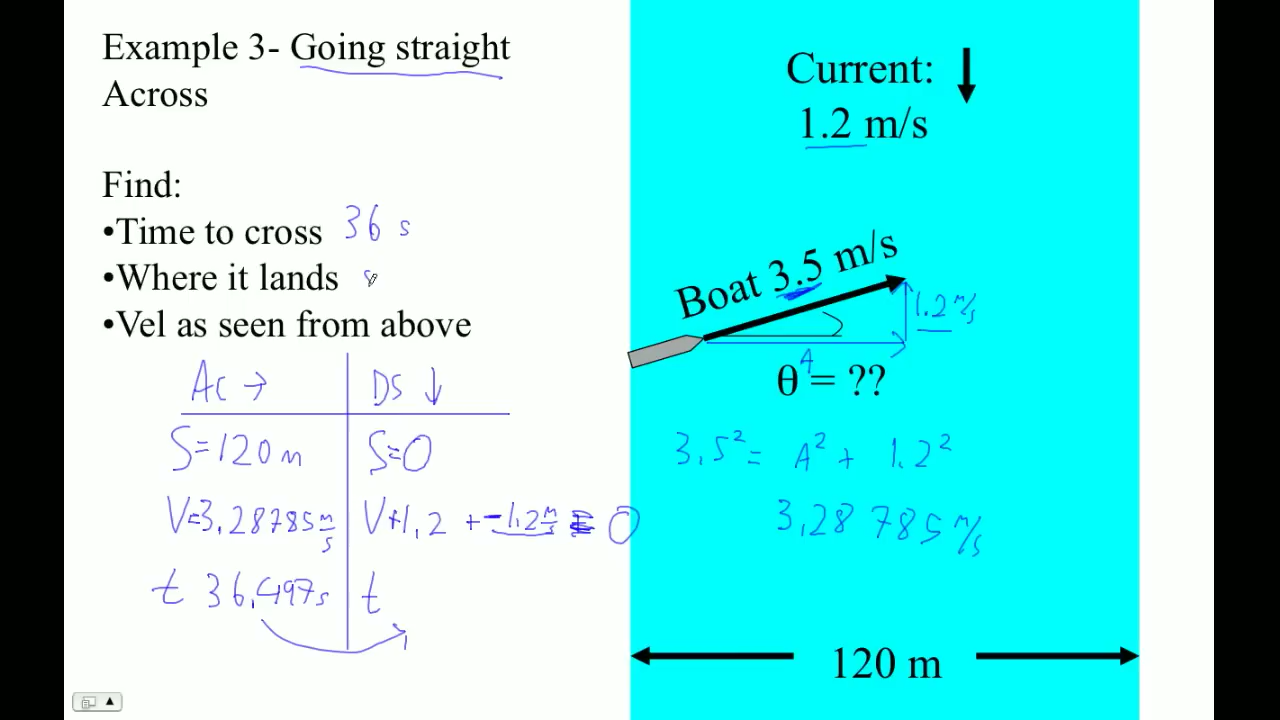 Example 3- Going straight
Across
Find:
•Time to cross 36 s
•Where it lands
•Vel as seen from above
AC → DS ↓
S=120m S=0
V=3.28785 m/s V=1.2 + -1.2 m/s = 0
t 36.497s t
Current: ↓
1.2 m/s
Boat 3.5 m/s
1.2 m/s
A
θ = ??
3.5² = A² + 1.2²
3.28785 m/s
120 m